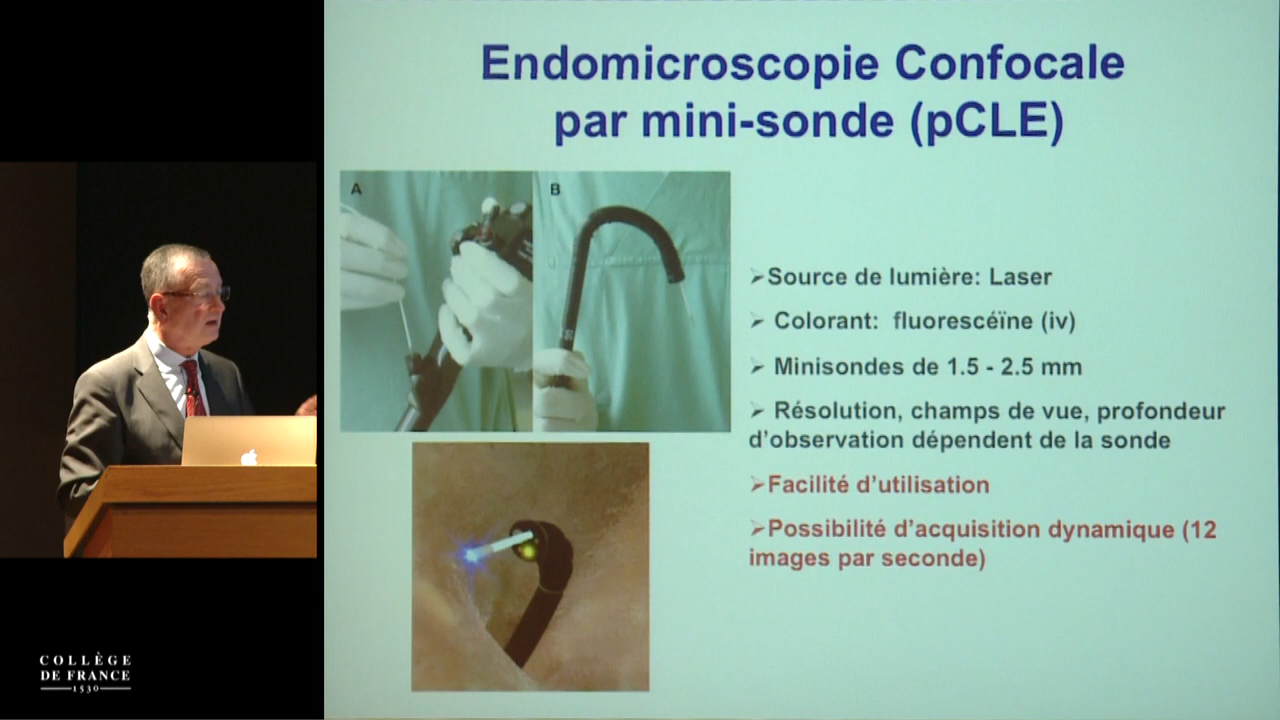 Endomicroscopie Confocale
par mini-sonde (pCLE)
A
B
➢Source de lumière: Laser
➢ Colorant: fluorescéïne (iv)
➢ Minisondes de 1.5 - 2.5 mm
➢ Résolution, champs de vue, profondeur
d’observation dépendent de la sonde
➢Facilité d’utilisation
➢Possibilité d’acquisition dynamique (12
images par seconde)
COLLÈGE
DE FRANCE
1530